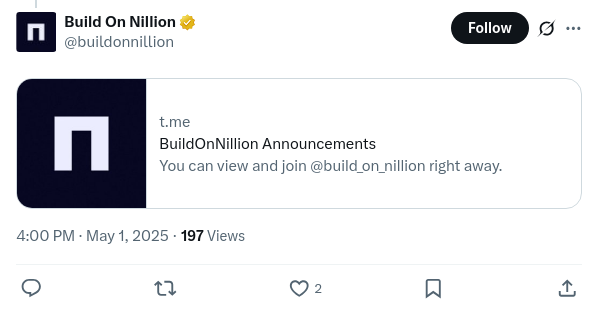 Build On Nillion
@buildonnillion
Follow
t.me
BuildOnNillion Announcements
You can view and join @build_on_nillion right away.
4:00 PM · May 1, 2025 · 197 Views
2